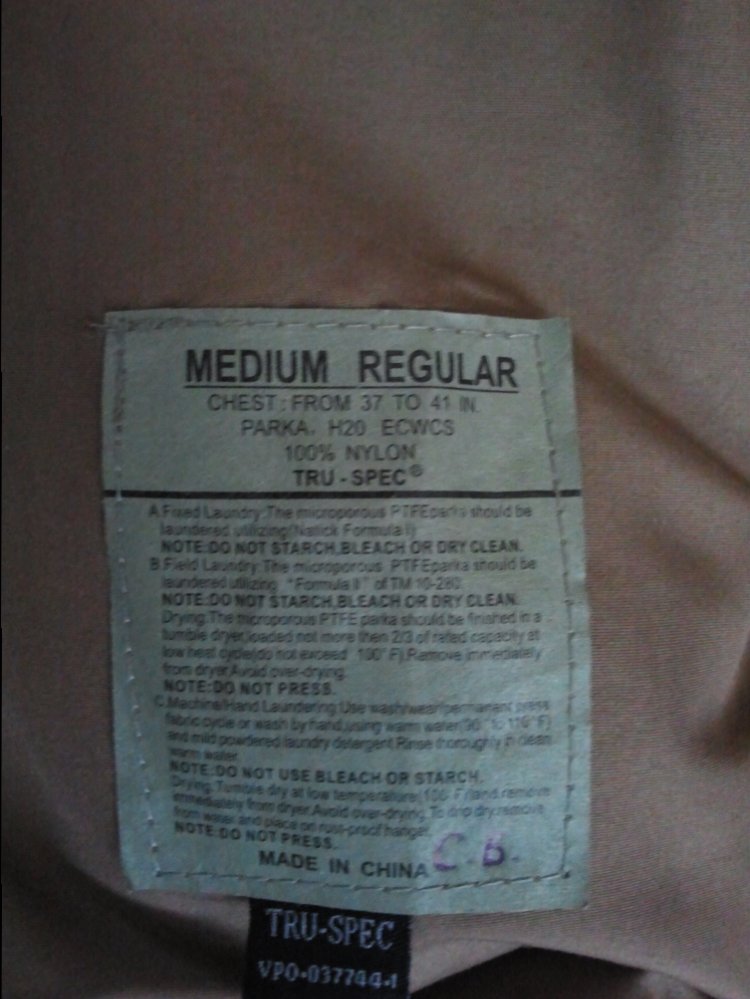 MEDIUM REGULAR
CHEST : FROM 37 TO 41 IN.
PARKA, H20 ECWCS
100% NYLON
TRU-SPEC®
A.Fixed Laundry:The microporous PTFEparka should be
laundered utilizing(Natick Formula I)
NOTE:DO NOT STARCH,BLEACH OR DRY CLEAN.
B.Field Laundry:The microporous PTFEparka should be
laundered utilizing "Formula II" of TM 10-280.
NOTE:DO NOT STARCH,BLEACH OR DRY CLEAN.
Drying.The microporous PTFE parka should be finished in a
tumble dryer,loaded not more then 2/3 of rated capacity at
low heat cycle(do not exceed 100°F).Remove immediately
from dryer.Avoid over-drying.
NOTE:DO NOT PRESS.
C.Machine/Hand Laundering:Use wash/wear/permanent press
fabric cycle or wash by hand,using warm water(90° to 110°F)
and mild powdered laundry detergent.Rinse thoroughly in clean
warm water.
NOTE:DO NOT USE BLEACH OR STARCH.
Drying.Tumble dry at low temperature(100°F)and remove
immediately from dryer.Avoid over-drying.To drip dry,remove
from water and place on rust-proof hanger.
NOTE:DO NOT PRESS.
MADE IN CHINA C.B.
TRU-SPEC
VPO-037744-1